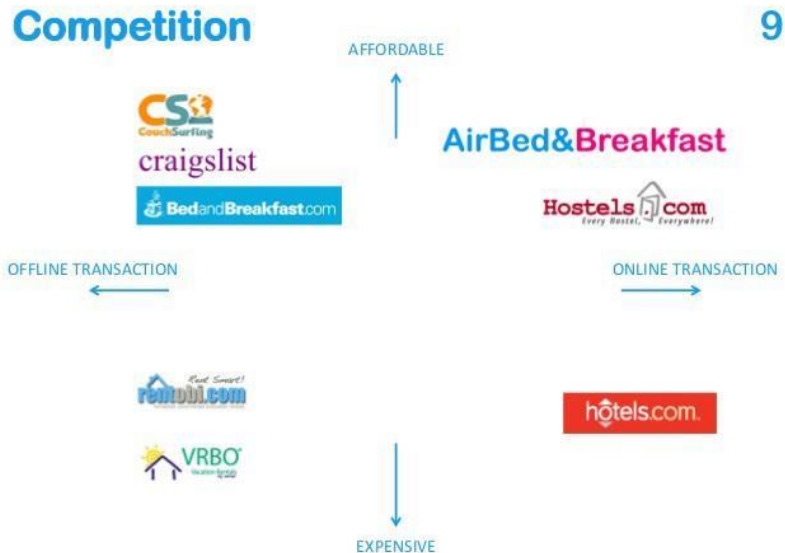 Competition
9
AFFORDABLE
CS
CouchSurfing
craigslist
BedandBreakfast.com
AirBed&Breakfast
Hostels.com
Every Hostel, Everywhere!
OFFLINE TRANSACTION
ONLINE TRANSACTION
Rent Smart!
rentobi.com
VRBO
Vacation Rentals
hotels.com.
EXPENSIVE